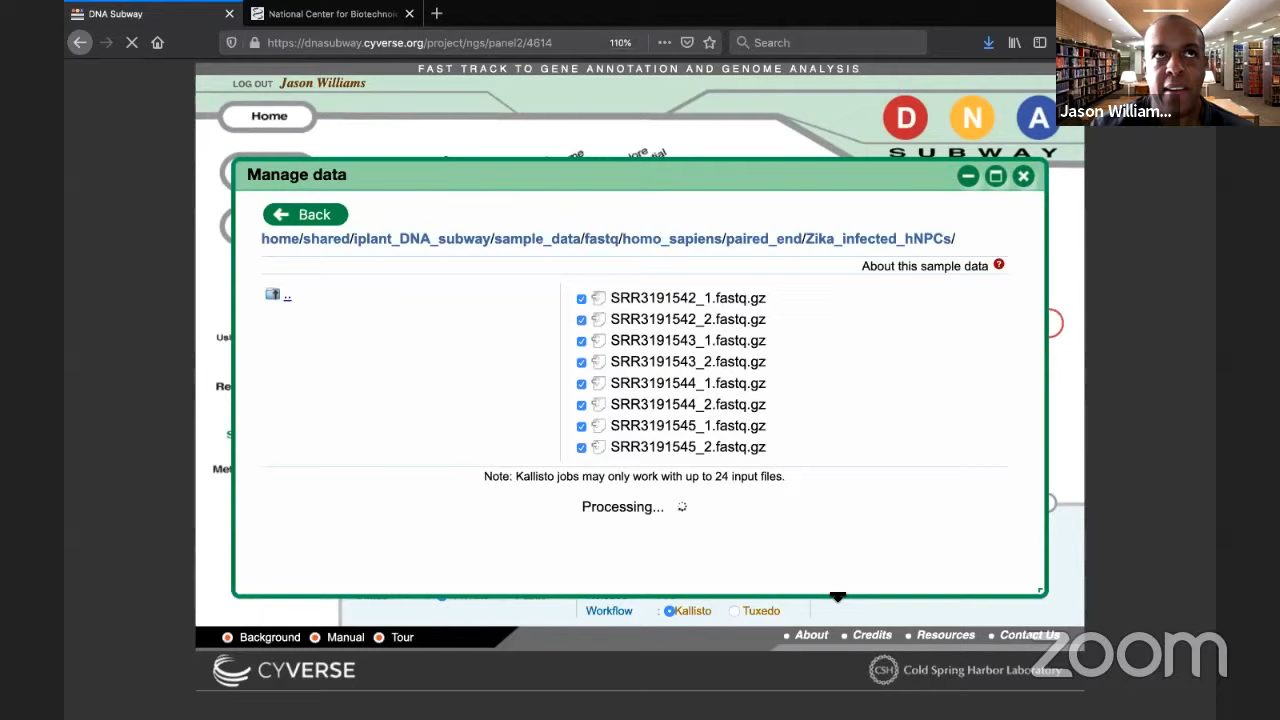 DNA Subway
National Center for Biotechnolo
https://dnasubway.cyverse.org/project/ngs/panel2/4614
110%
Search
FAST TRACK TO GENE ANNOTATION AND GENOME ANALYSIS
LOG OUT Jason Williams
Jason William...
Home
D N A
SUBWAY
Manage data
Back
home/shared/iplant_DNA_subway/sample_data/fastq/homo_sapiens/paired_end/Zika_infected_hNPCs/
About this sample data ?
..
SRR3191542_1.fastq.gz
SRR3191542_2.fastq.gz
SRR3191543_1.fastq.gz
SRR3191543_2.fastq.gz
SRR3191544_1.fastq.gz
SRR3191544_2.fastq.gz
SRR3191545_1.fastq.gz
SRR3191545_2.fastq.gz
Note: Kallisto jobs may only work with up to 24 input files.
Processing...
Workflow : Kallisto Tuxedo
Background Manual Tour
About Credits Resources Contact Us
CYVERSE
CSH Cold Spring Harbor Laboratory
zoom